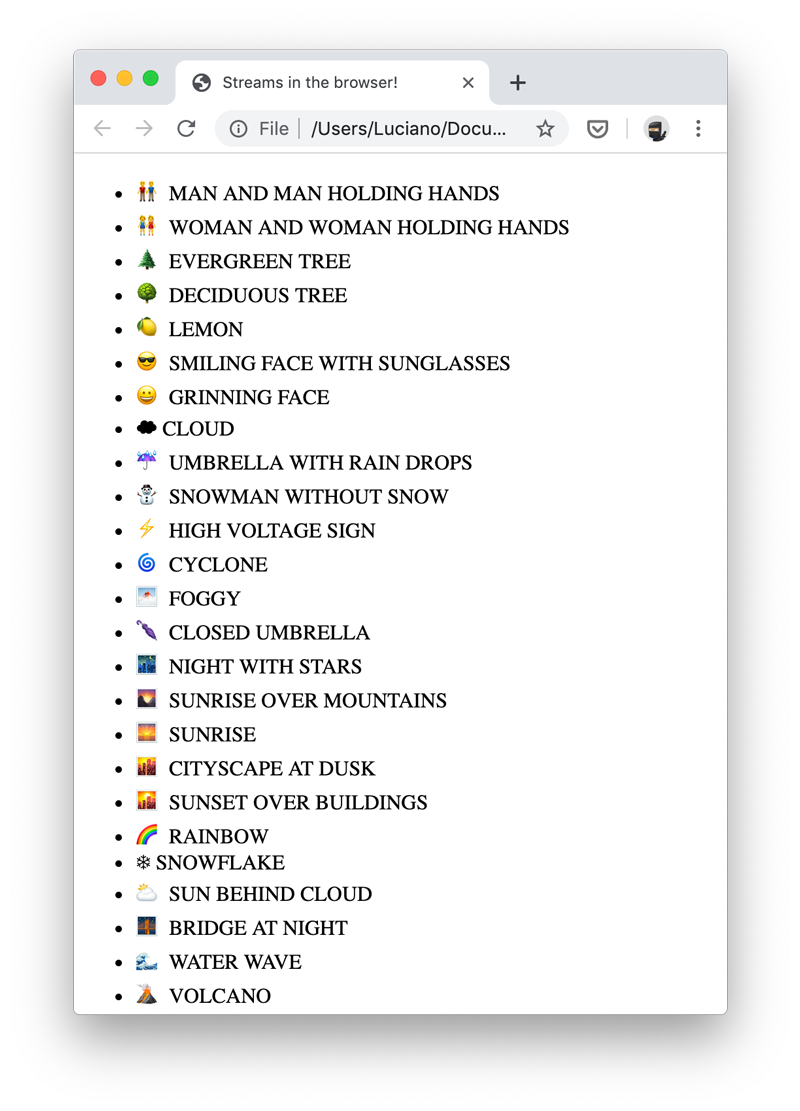 Streams in the browser!
File | /Users/Luciano/Docu...
• 👬 MAN AND MAN HOLDING HANDS
• 👭 WOMAN AND WOMAN HOLDING HANDS
• 🌲 EVERGREEN TREE
• 🌳 DECIDUOUS TREE
• 🍋 LEMON
• 😎 SMILING FACE WITH SUNGLASSES
• 😀 GRINNING FACE
• ☁ CLOUD
• ☔ UMBRELLA WITH RAIN DROPS
• ⛄ SNOWMAN WITHOUT SNOW
• ⚡ HIGH VOLTAGE SIGN
• 🌀 CYCLONE
• 🌁 FOGGY
• 🌂 CLOSED UMBRELLA
• 🌃 NIGHT WITH STARS
• 🌄 SUNRISE OVER MOUNTAINS
• 🌅 SUNRISE
• 🌆 CITYSCAPE AT DUSK
• 🌇 SUNSET OVER BUILDINGS
• 🌈 RAINBOW
• ❄ SNOWFLAKE
• ⛅ SUN BEHIND CLOUD
• 🌉 BRIDGE AT NIGHT
• 🌊 WATER WAVE
• 🌋 VOLCANO